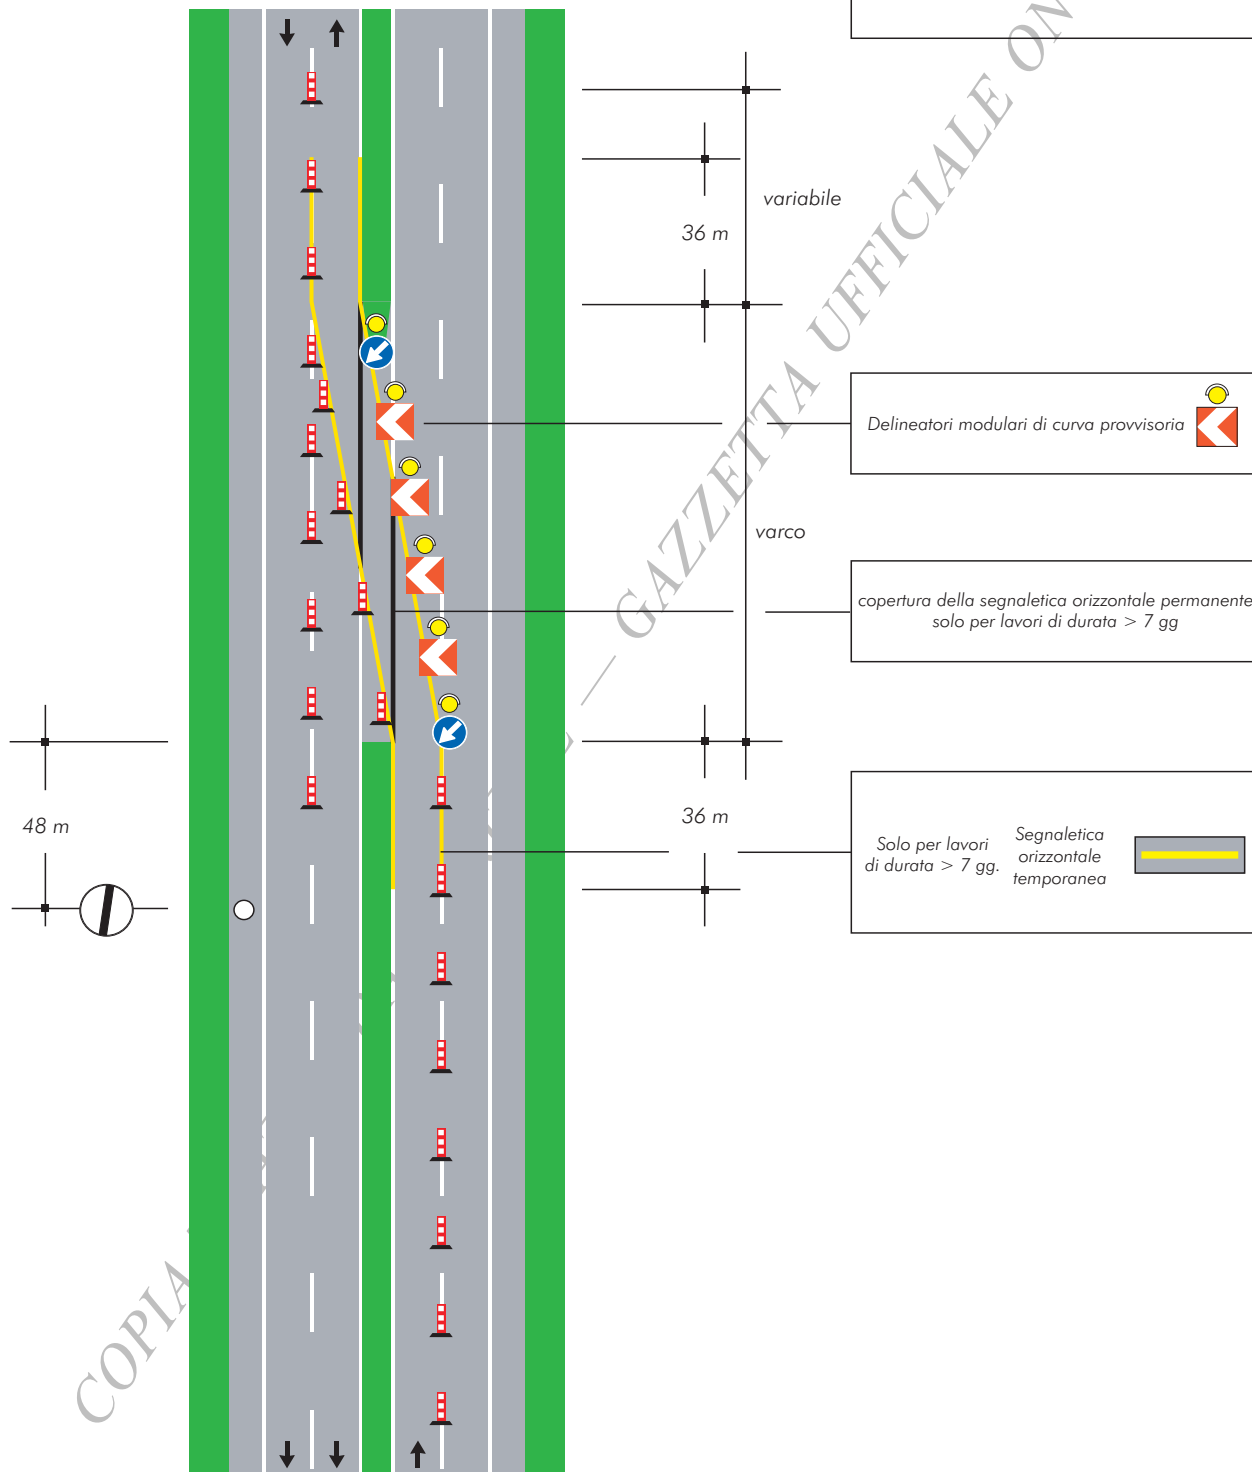 variabile
36 m
Delineatori modulari di curva provvisoria
varco
copertura della segnaletica orizzontale permanente
solo per lavori di durata > 7 gg
48 m
36 m
Solo per lavori
di durata > 7 gg.
Segnaletica
orizzontale
temporanea
COPIA
— GAZZETTA UFFICIALE ON